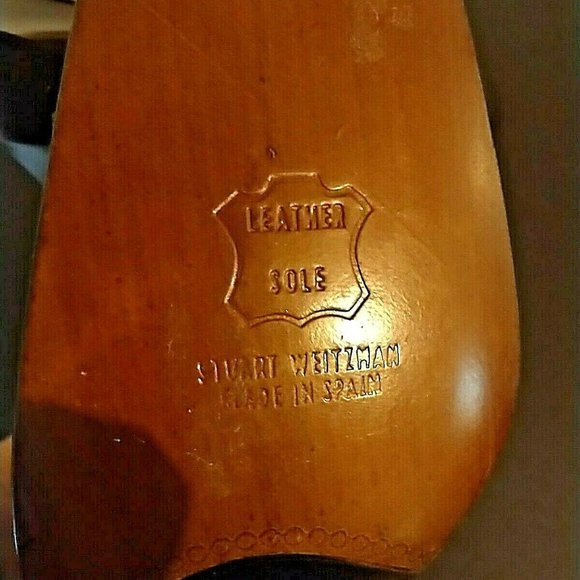 LEATHER
SOLE
STUART WEITZMAN
MADE IN SPAIN